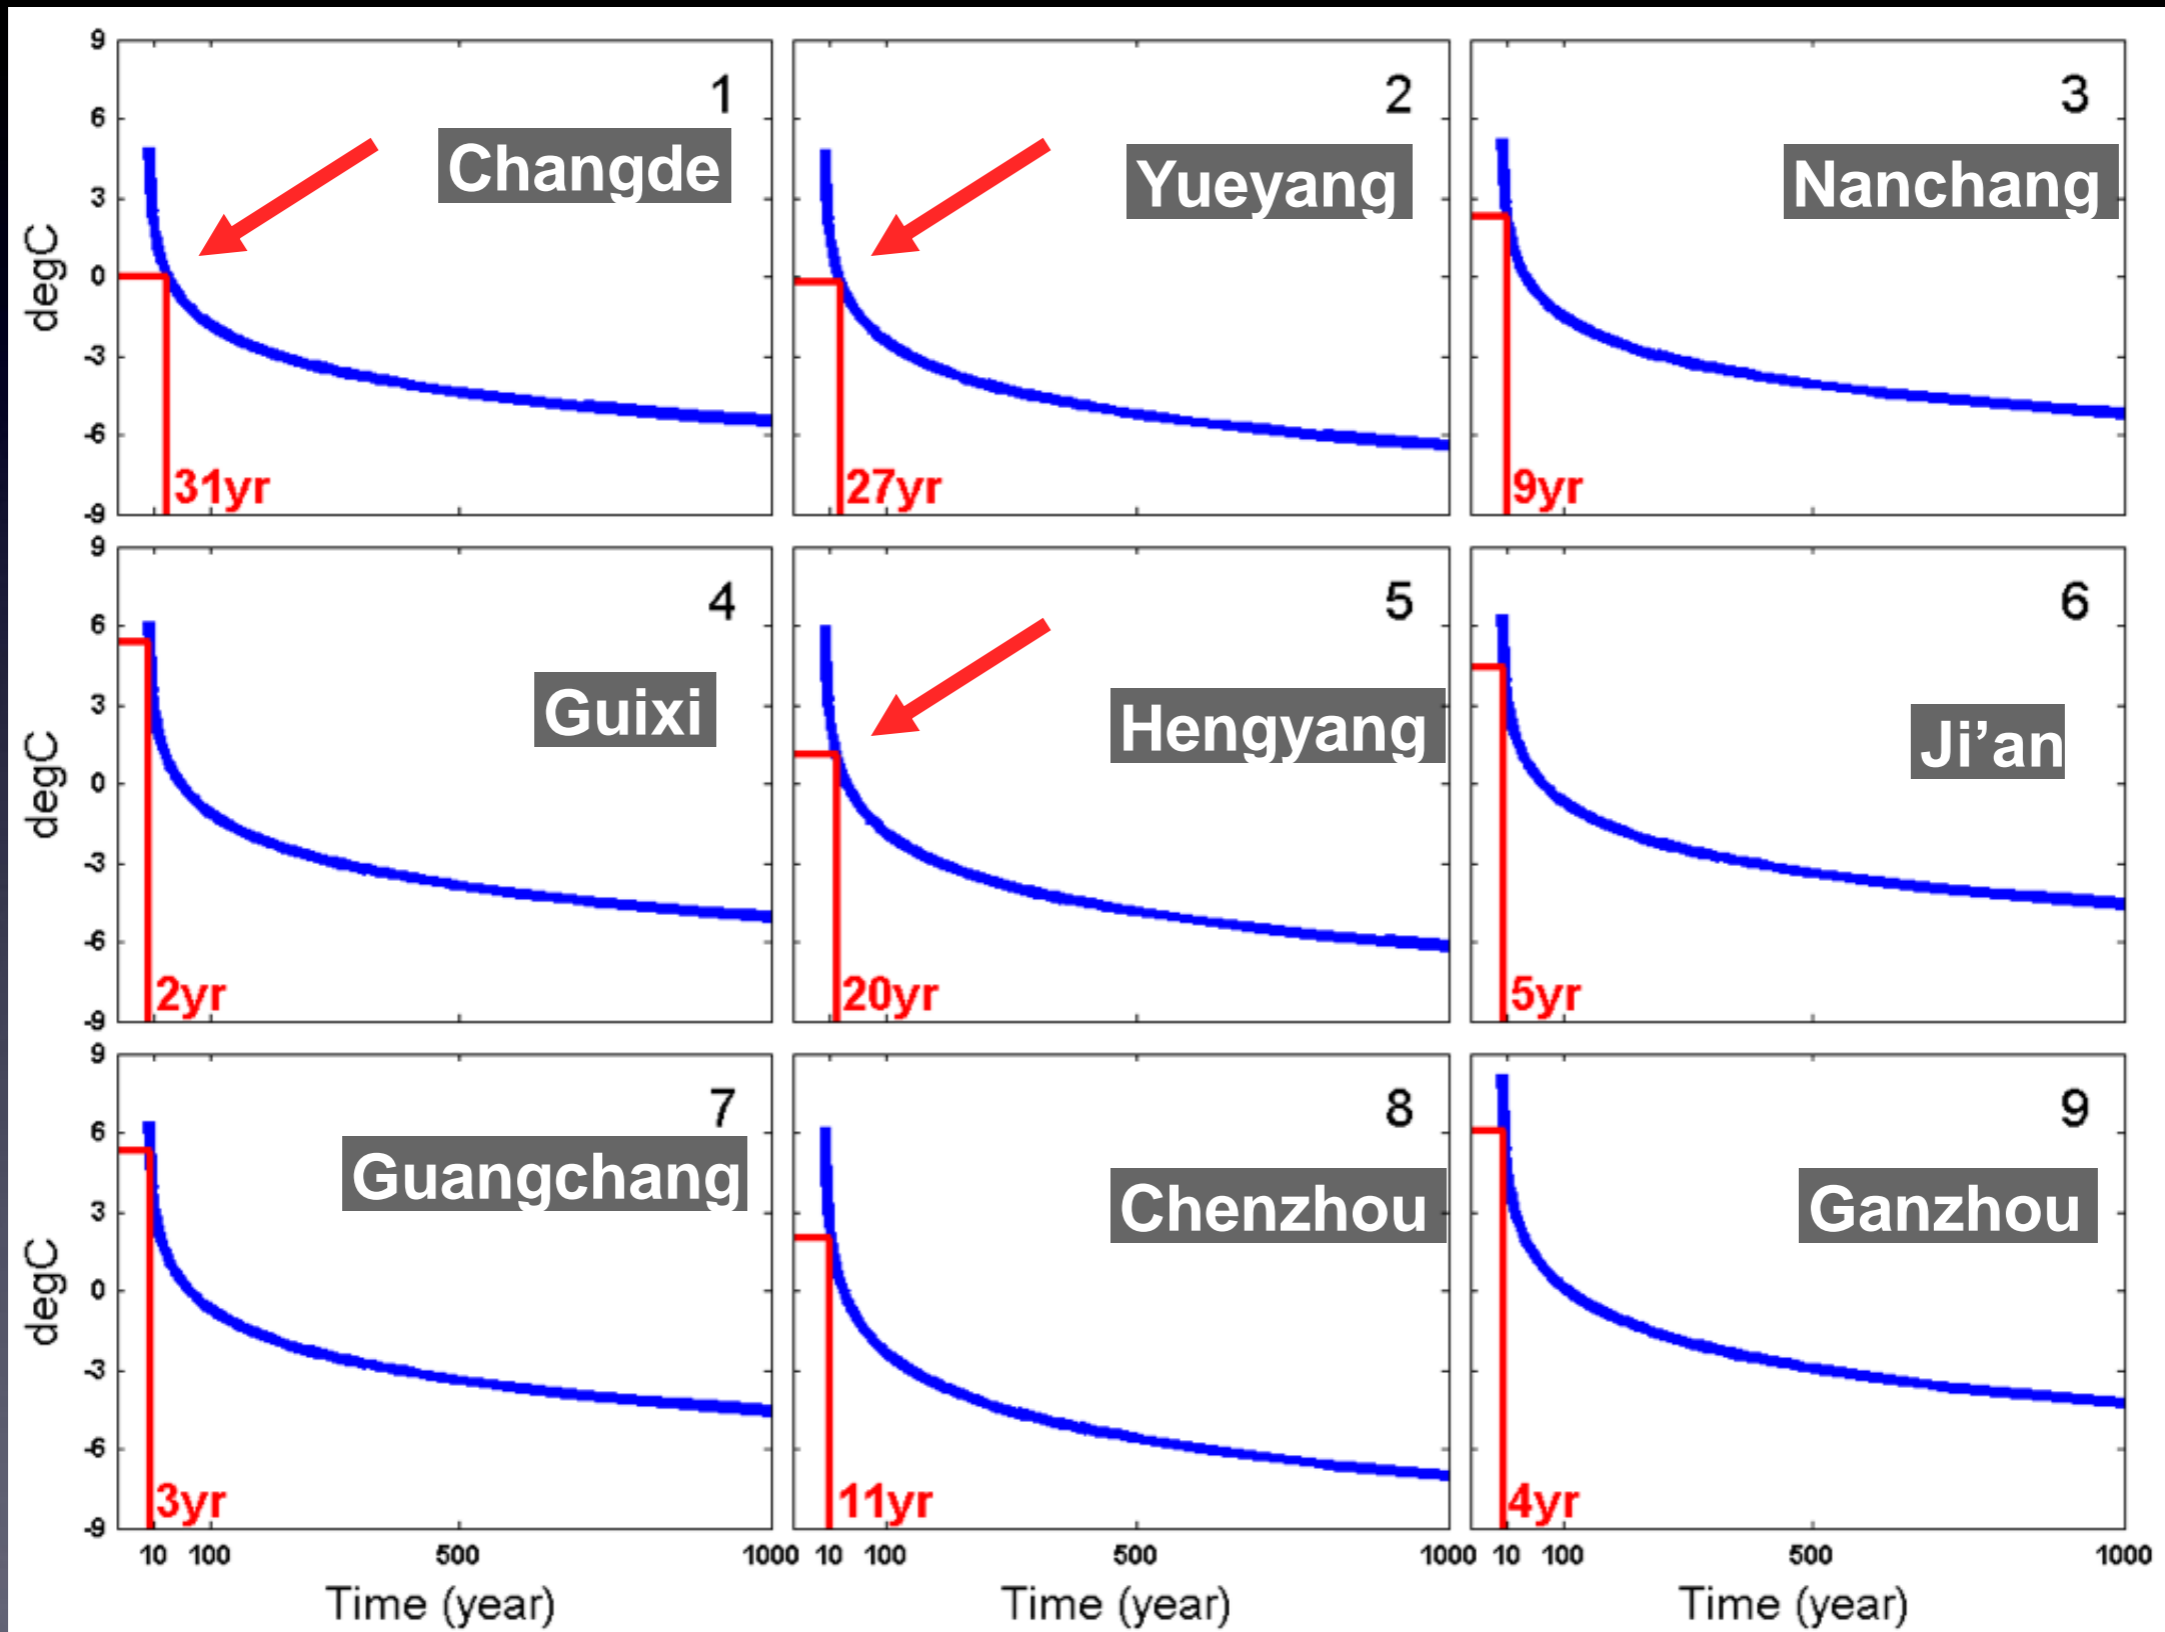 9
6
3
0
-3
-6
-9
degC
1
Changde
31yr
2
Yueyang
27yr
3
Nanchang
9yr
9
6
3
0
-3
-6
-9
degC
4
Guixi
2yr
5
Hengyang
20yr
6
Ji’an
5yr
9
6
3
0
-3
-6
-9
degC
7
Guangchang
3yr
8
Chenzhou
11yr
9
Ganzhou
4yr
10 100 500 1000 10 100 500 1000 10 100 500 1000
Time (year) Time (year) Time (year)